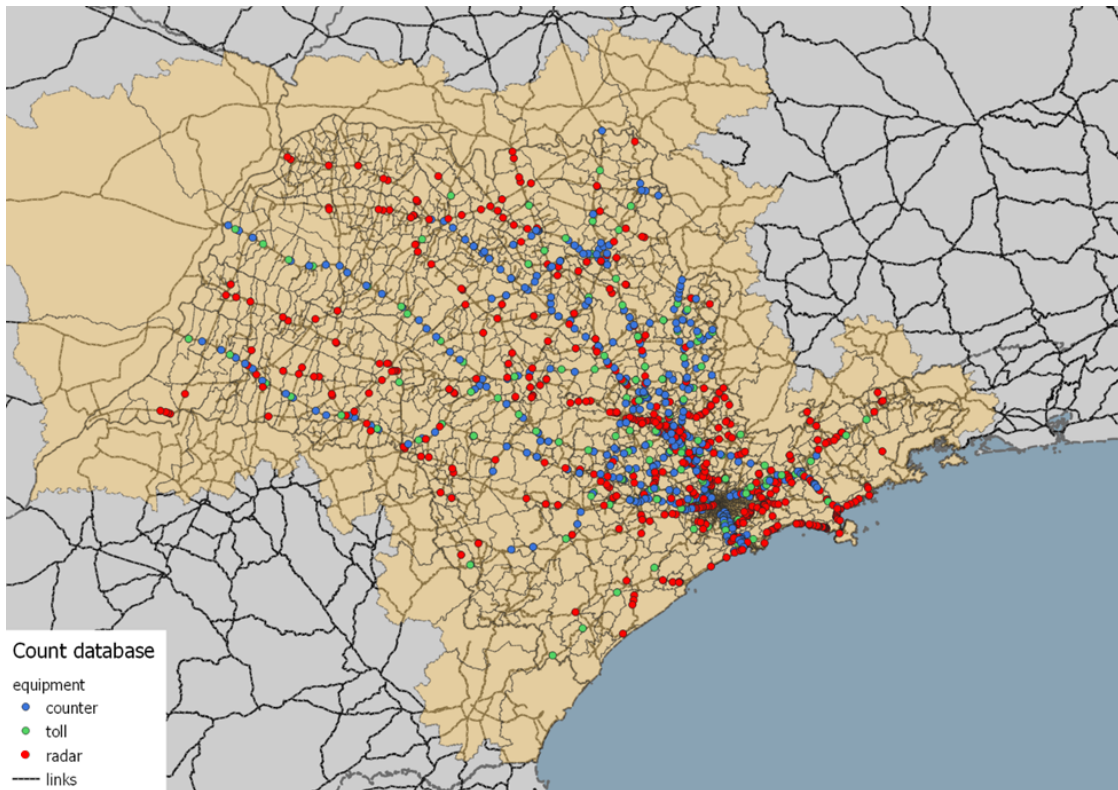 Count database
equipment
counter
toll
radar
links